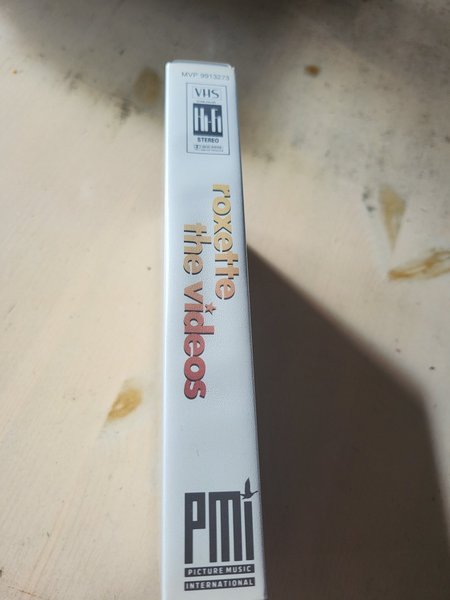 MVP 9913273
VHS
Hi-Fi
STEREO
roxette
the videos
PMI
PICTURE MUSIC
INTERNATIONAL